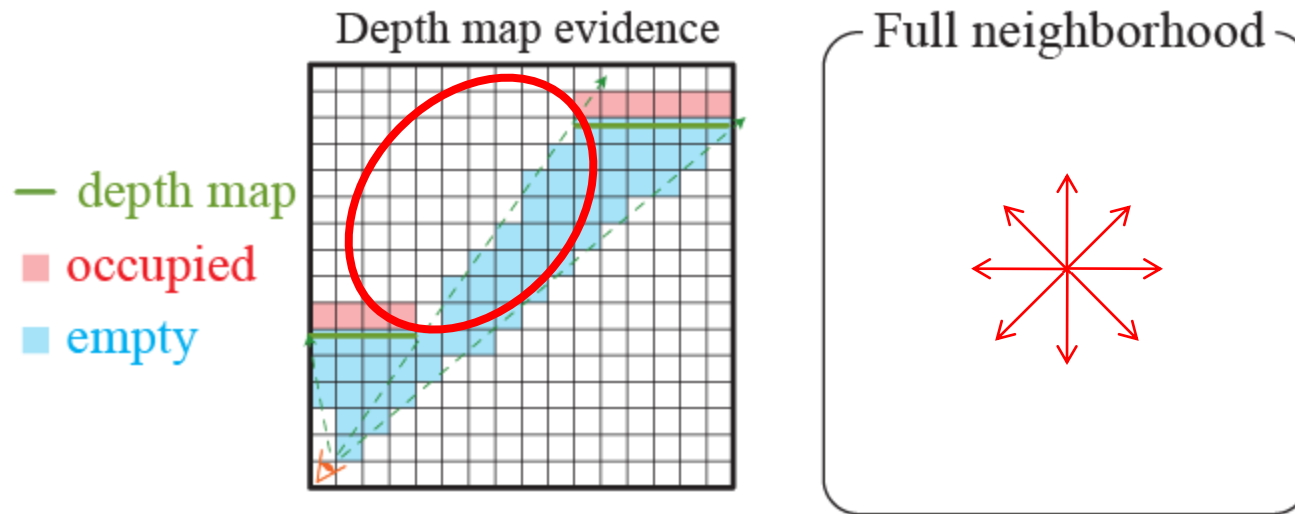 Depth map evidence
Full neighborhood
depth map
occupied
empty